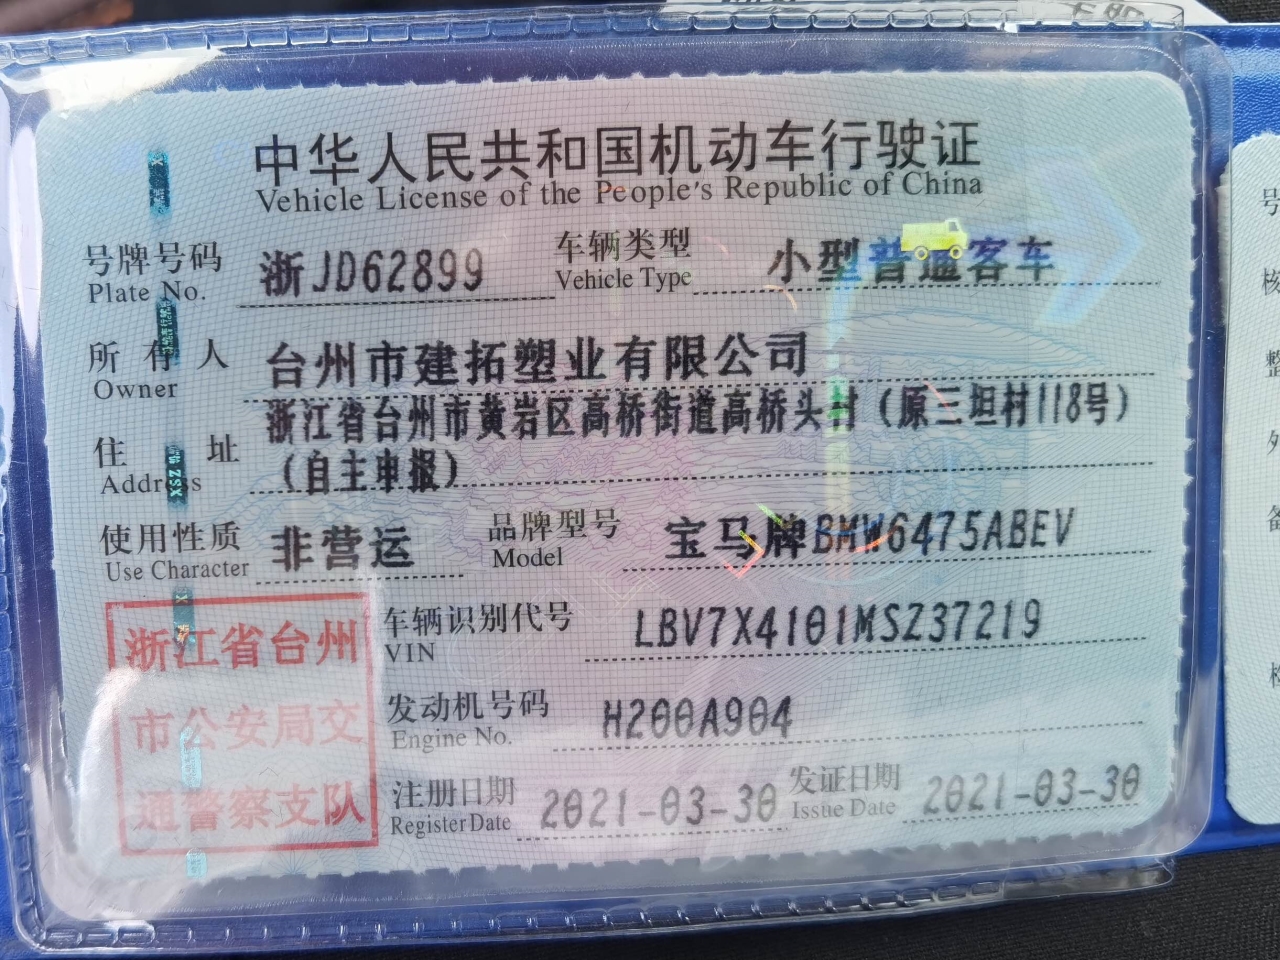 中华人民共和国机动车行驶证
Vehicle License of the People's Republic of China
号牌号码 浙JD62899 车辆类型 小型普通客车
Plate No. Vehicle Type
所有人 台州市建拓塑业有限公司
Owner
住址 浙江省台州市黄岩区高桥街道高桥头村（原三坦村118号）
Address （自主申报）
使用性质 非营运 品牌型号 宝马牌BMW6475ABEV
Use Character Model
浙江省台州
市公安局交
通警察支队
车辆识别代号 LBV7X4101MSZ37219
VIN
发动机号码 H200A904
Engine No.
注册日期 2021-03-30 发证日期 2021-03-30
Register Date Issue Date
号
核
整
外
备
检